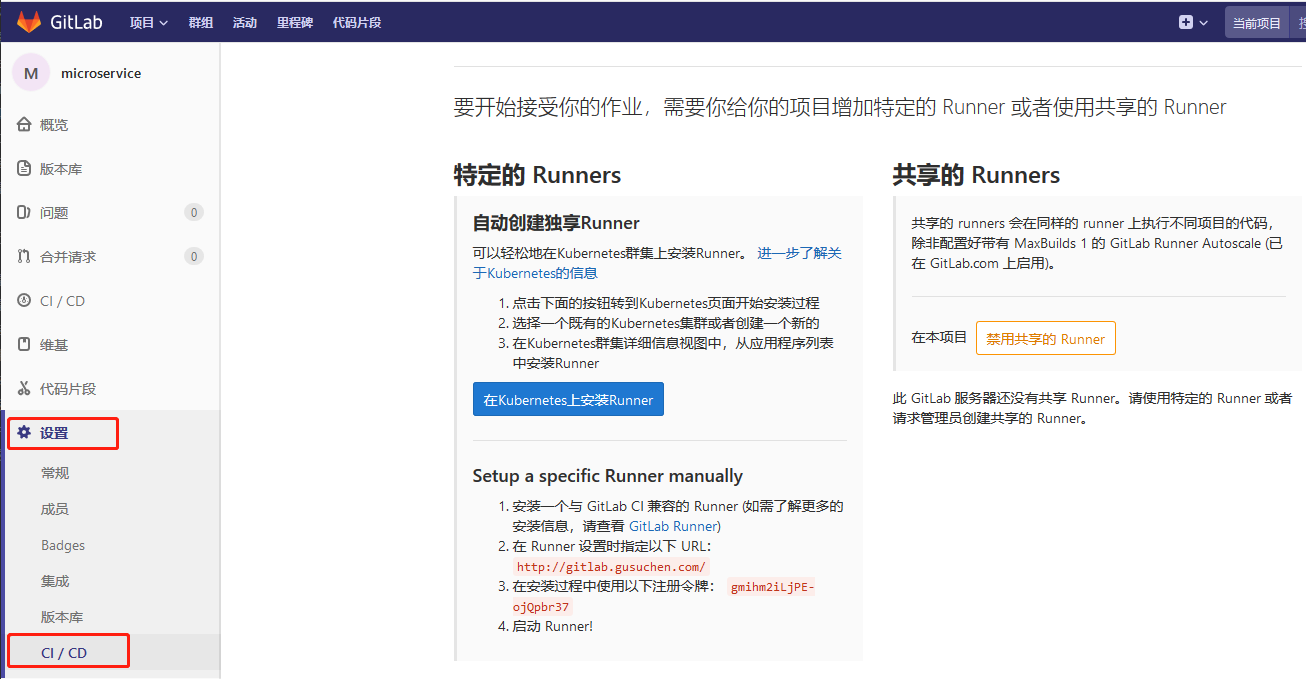 GitLab 项目 群组 活动 里程碑 代码片段 当前项目
M microservice
概览
版本库
问题 0
合并请求 0
CI / CD
维基
代码片段
设置
常规
成员
Badges
集成
版本库
CI / CD
要开始接受你的作业，需要你给你的项目增加特定的 Runner 或者使用共享的 Runner
特定的 Runners
自动创建独享Runner
可以轻松地在Kubernetes群集上安装Runner。 进一步了解关
于Kubernetes的信息
1. 点击下面的按钮转到Kubernetes页面开始安装过程
2. 选择一个既有的Kubernetes集群或者创建一个新的
3. 在Kubernetes群集详细信息视图中，从应用程序列表
中安装Runner
在Kubernetes上安装Runner
Setup a specific Runner manually
1. 安装一个与 GitLab CI 兼容的 Runner (如需了解更多的
安装信息，请查看 GitLab Runner)
2. 在 Runner 设置时指定以下 URL：
http://gitlab.gusuchen.com/
3. 在安装过程中使用以下注册令牌： gmihm2iLjPE-
ojQpbr37
4. 启动 Runner!
共享的 Runners
共享的 runners 会在同样的 runner 上执行不同项目的代码，
除非配置好带有 MaxBuilds 1 的 GitLab Runner Autoscale (已
在 GitLab.com 上启用)。
在本项目 禁用共享的 Runner
此 GitLab 服务器还没有共享 Runner。请使用特定的 Runner 或者
请求管理员创建共享的 Runner。